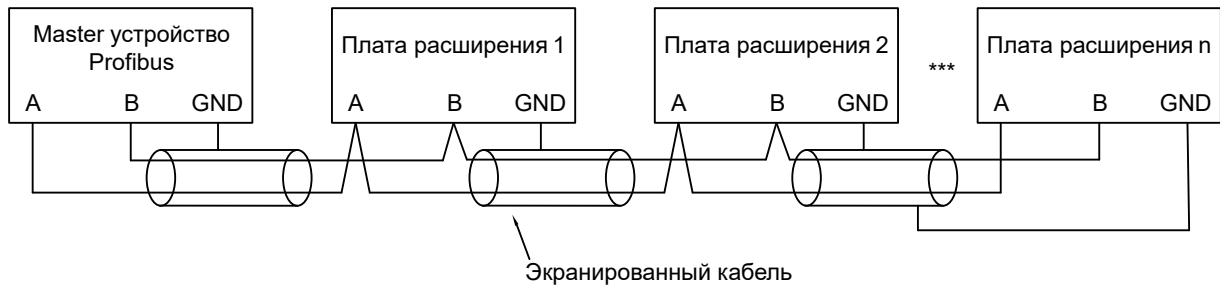 Master устройство
Profibus
A B GND
Плата расширения 1
A B GND
Плата расширения 2
A B GND
***
Плата расширения n
A B GND
Экранированный кабель